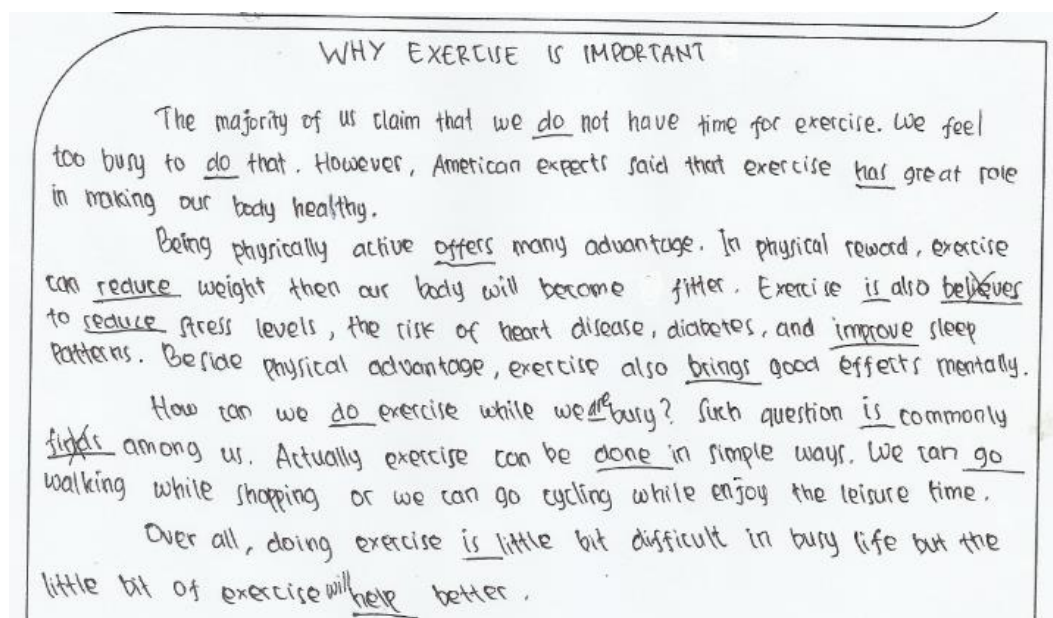 WHY EXERCISE IS IMPORTANT
The majority of us claim that we do not have time for exercise. We feel
too busy to do that. However, American experts said that exercise has great role
in making our body healthy.
Being physically active offers many advantage. In physical reward, exercise
can reduce weight then our body will become fitter. Exercise is also believes
to reduce stress levels, the risk of heart disease, diabetes, and improve sleep
Patterns. Beside physical advantage, exercise also brings good effects mentally.
How can we do exercise while we are busy? Such question is commonly
finds among us. Actually exercise can be done in simple ways. We can go
walking while shopping or we can go cycling while enjoy the leisure time.
Over all, doing exercise is little bit difficult in busy life but the
little bit of exercise will help better.